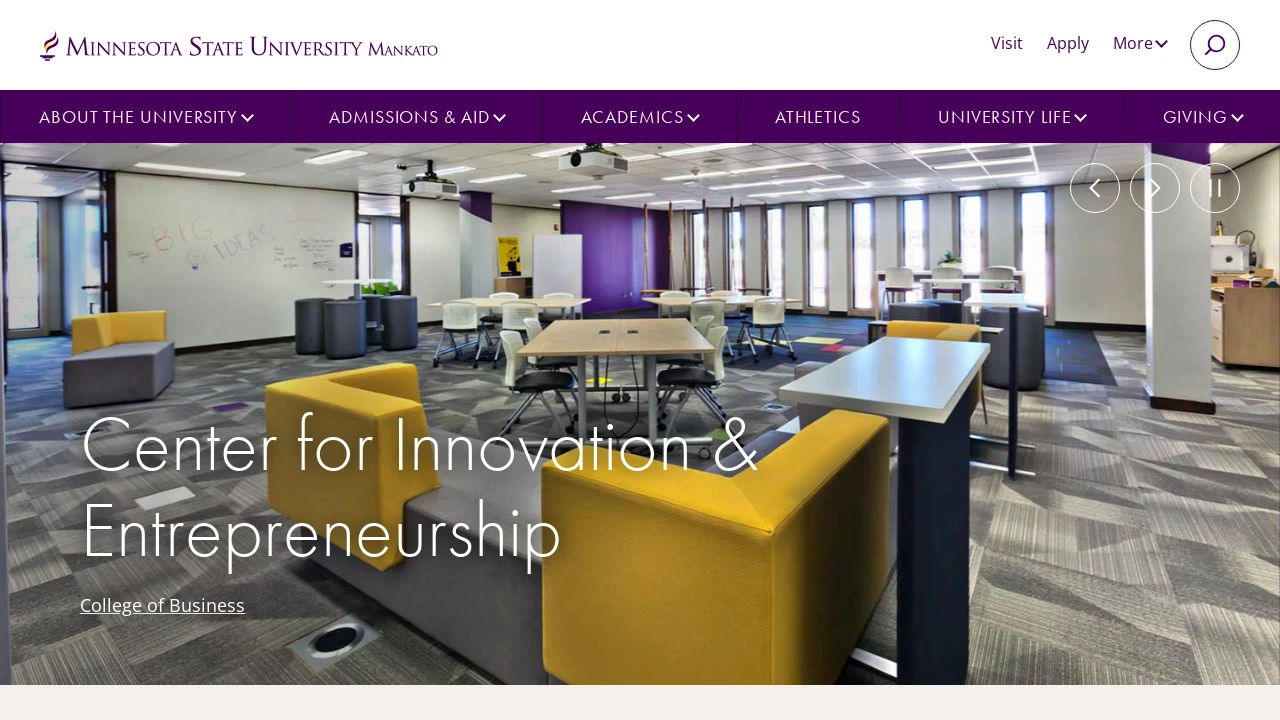 MINNESOTA STATE UNIVERSITY MANKATO
Visit
Apply
More
ABOUT THE UNIVERSITY
ADMISSIONS & AID
ACADEMICS
ATHLETICS
UNIVERSITY LIFE
GIVING
BIG
IDEAS
Center for Innovation &
Entrepreneurship
College of Business